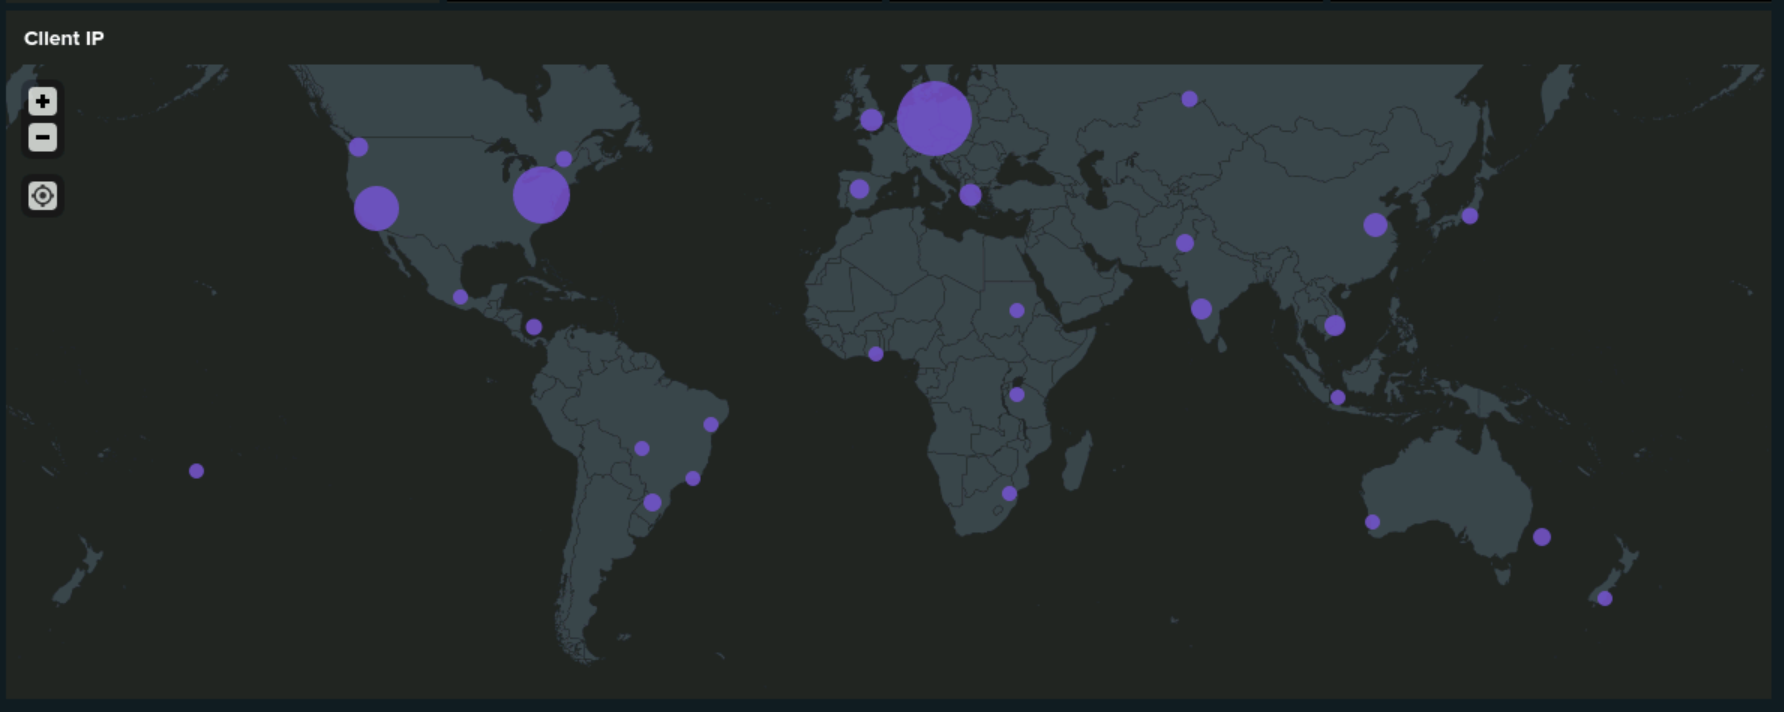 Client IP
+
−